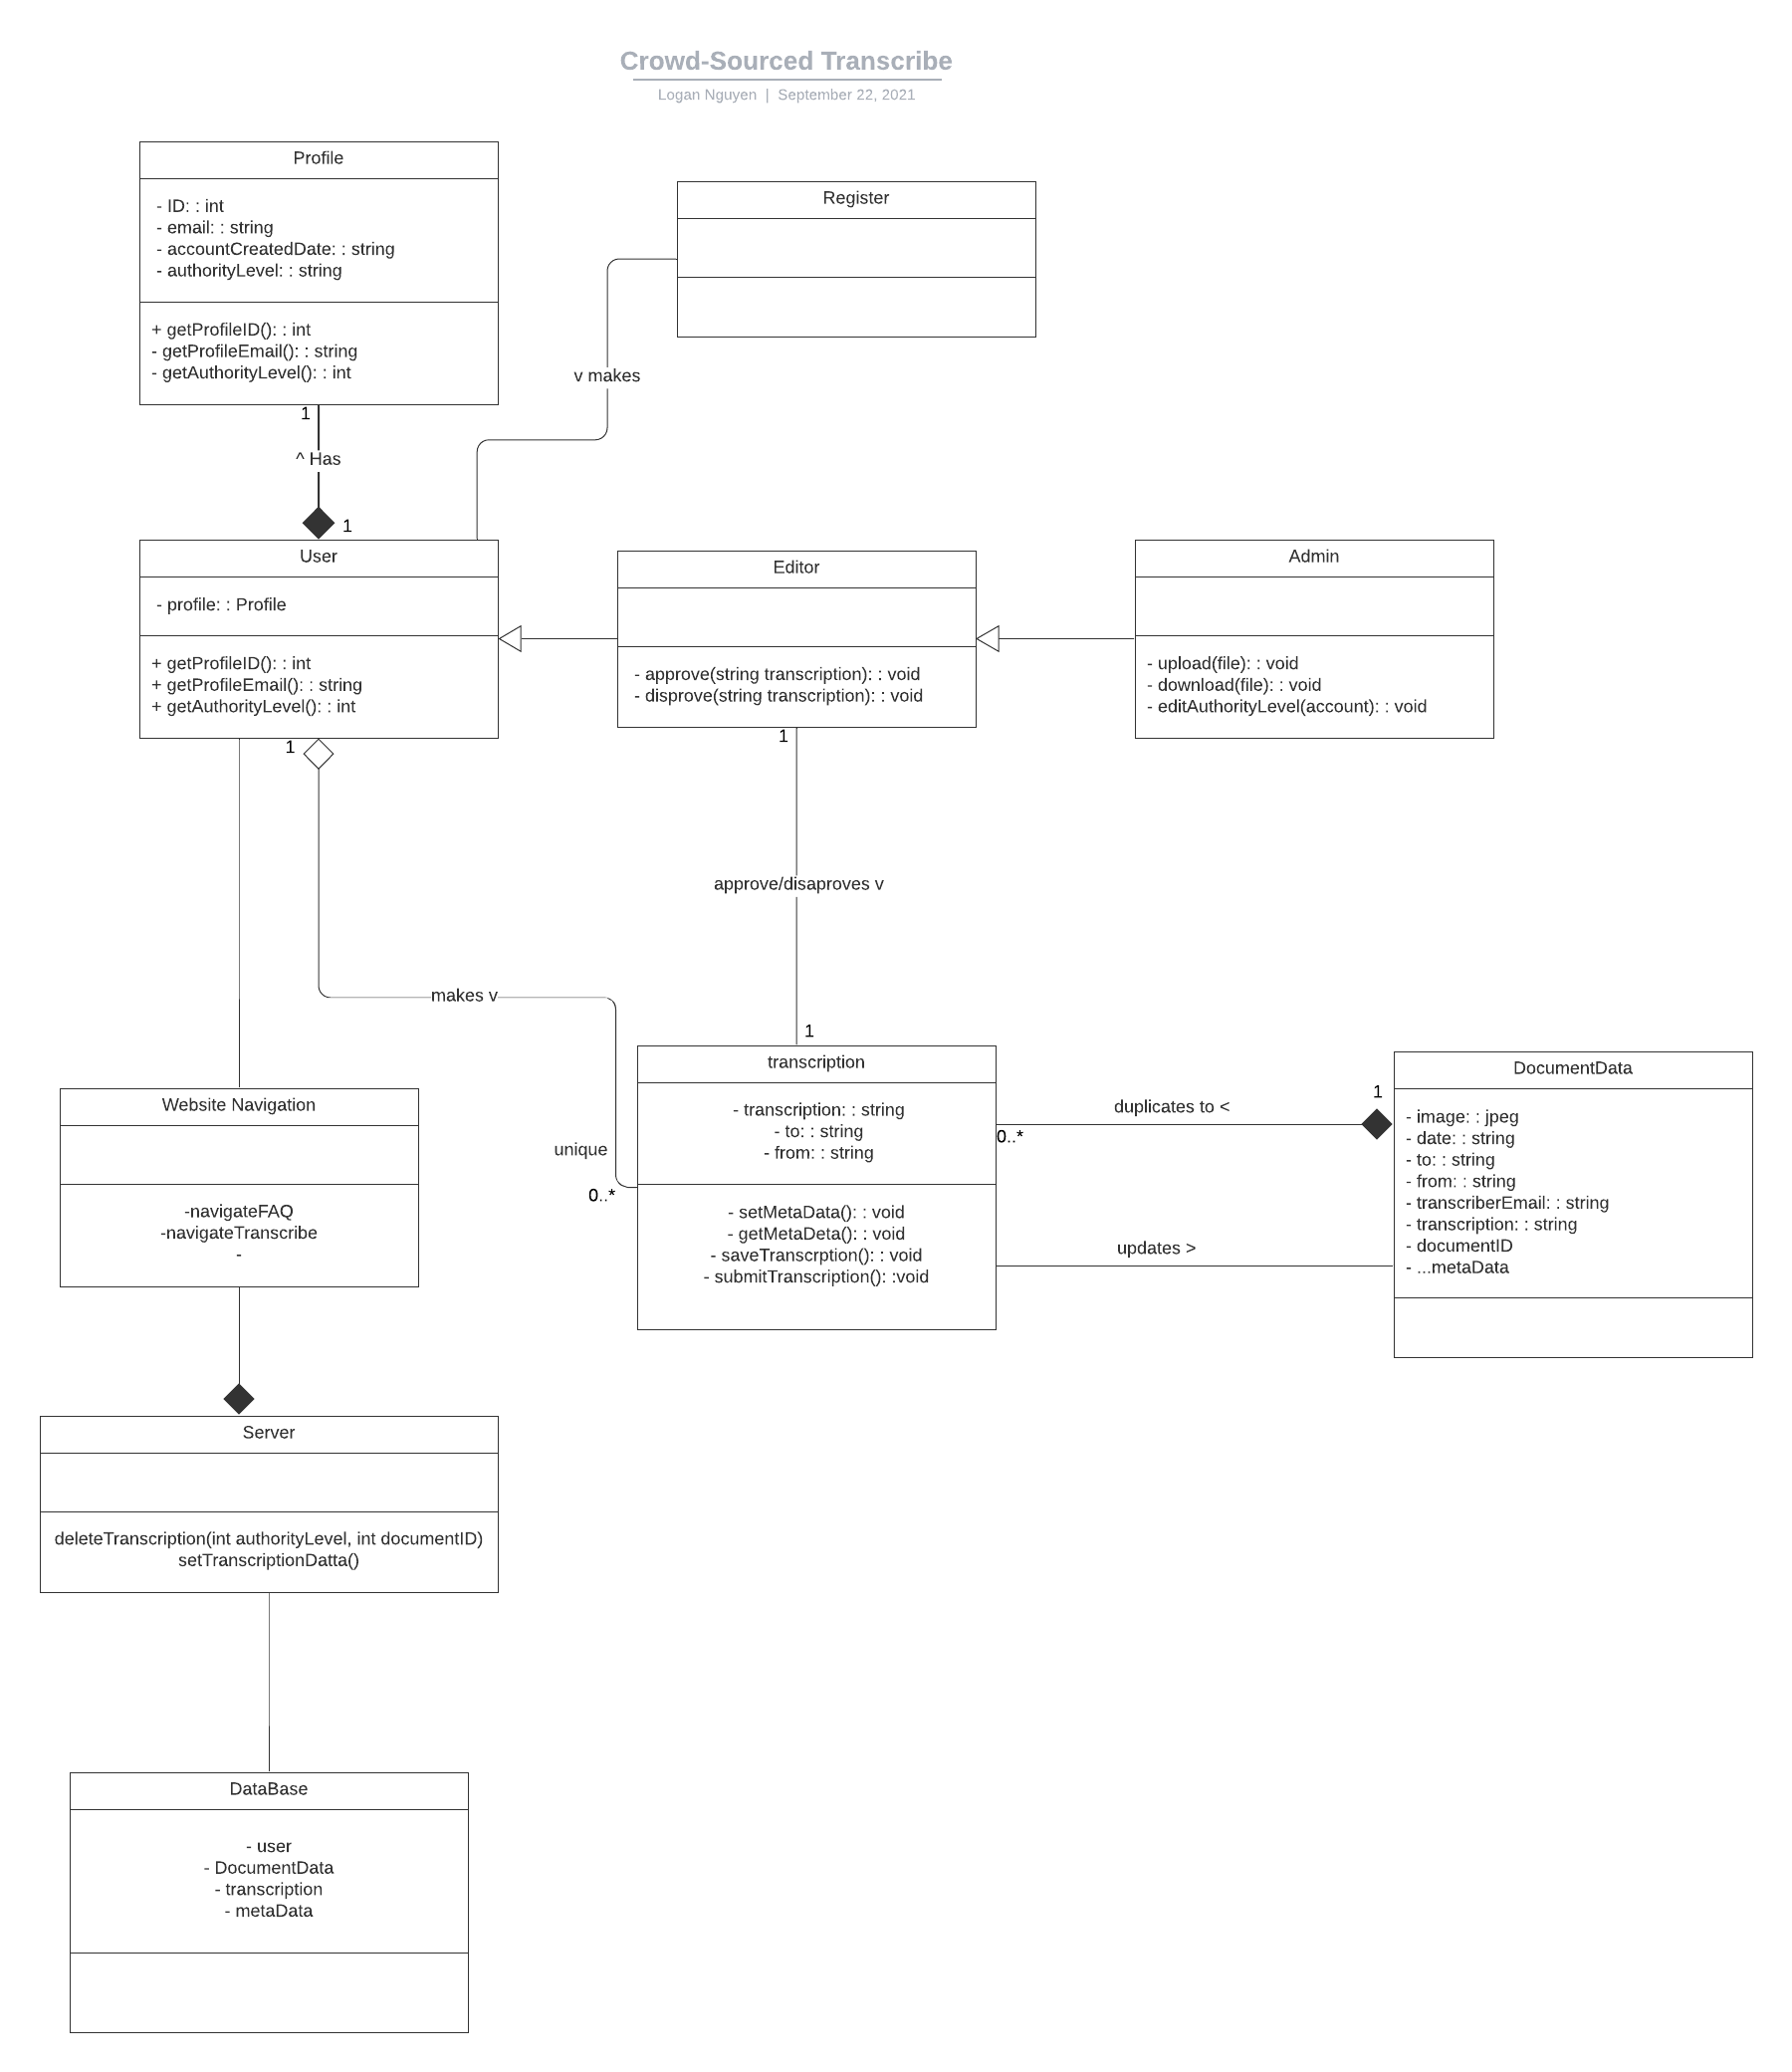 Crowd-Sourced Transcribe
Logan Nguyen | September 22, 2021
Profile
- ID: : int
- email: : string
- accountCreatedDate: : string
- authorityLevel: : string
+ getProfileID(): : int
- getProfileEmail(): : string
- getAuthorityLevel(): : int
Register
v makes
1
^ Has
1
User
- profile: : Profile
+ getProfileID(): : int
+ getProfileEmail(): : string
+ getAuthorityLevel(): : int
Editor
- approve(string transcription): : void
- disprove(string transcription): : void
Admin
- upload(file): : void
- download(file): : void
- editAuthorityLevel(account): : void
1
1
approve/disaproves v
makes v
1
unique
0..*
transcription
- transcription: : string
- to: : string
- from: : string
- setMetaData(): : void
- getMetaDeta(): : void
- saveTranscrption(): : void
- submitTranscription(): :void
duplicates to <
1
0..*
updates >
DocumentData
- image: : jpeg
- date: : string
- to: : string
- from: : string
- transcriberEmail: : string
- transcription: : string
- documentID
- ...metaData
Website Navigation
-navigateFAQ
-navigateTranscribe
-
Server
deleteTranscription(int authorityLevel, int documentID)
setTranscriptionDatta()
DataBase
- user
- DocumentData
- transcription
- metaData